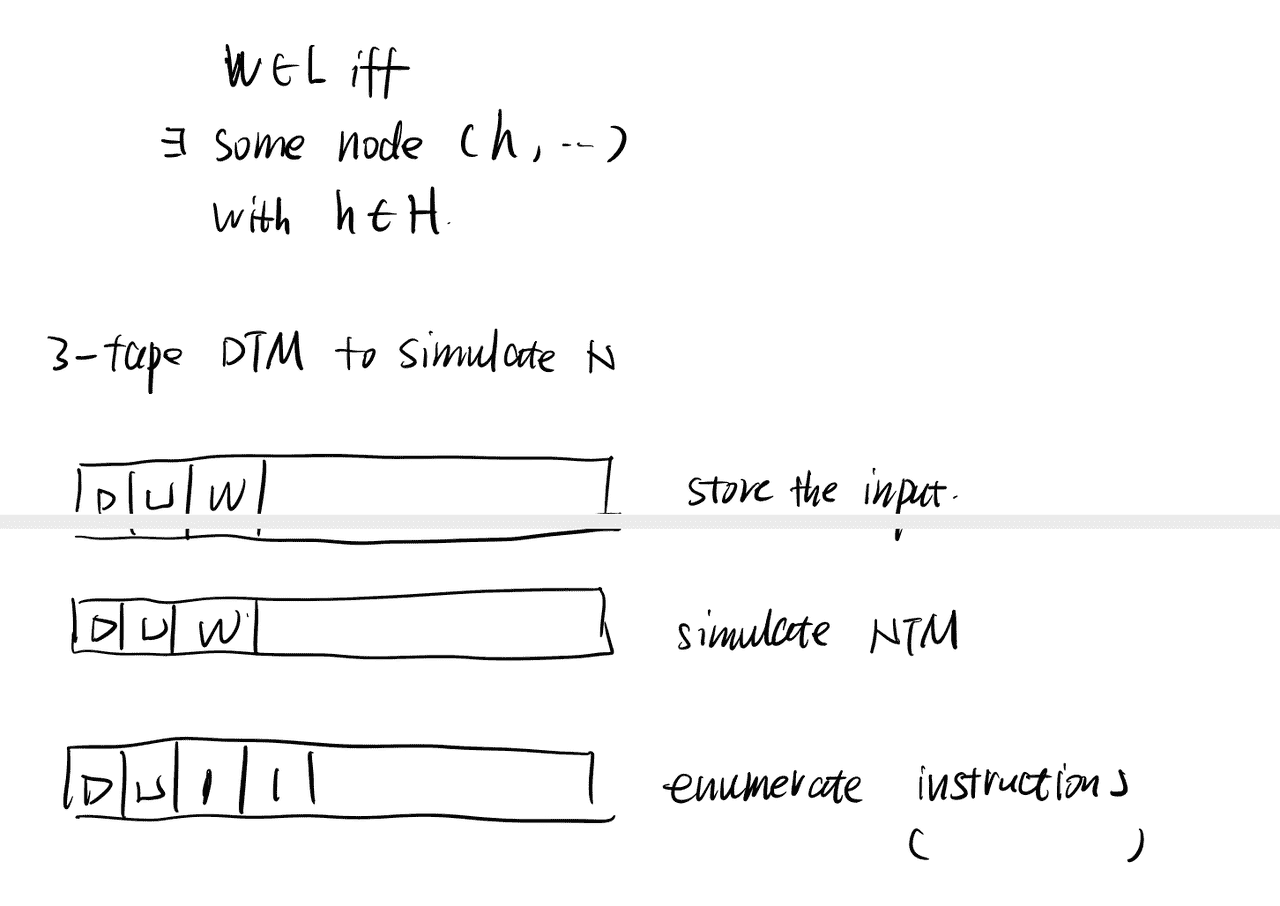 W ∈ L iff
∃ some node (h, ...)
with h ∈ H.
3-tape DTM to simulate N
▷ ⊔ W store the input.
▷ ⊔ W simulate NTM
▷ ⊔ 1 1 enumerate instructions
( )